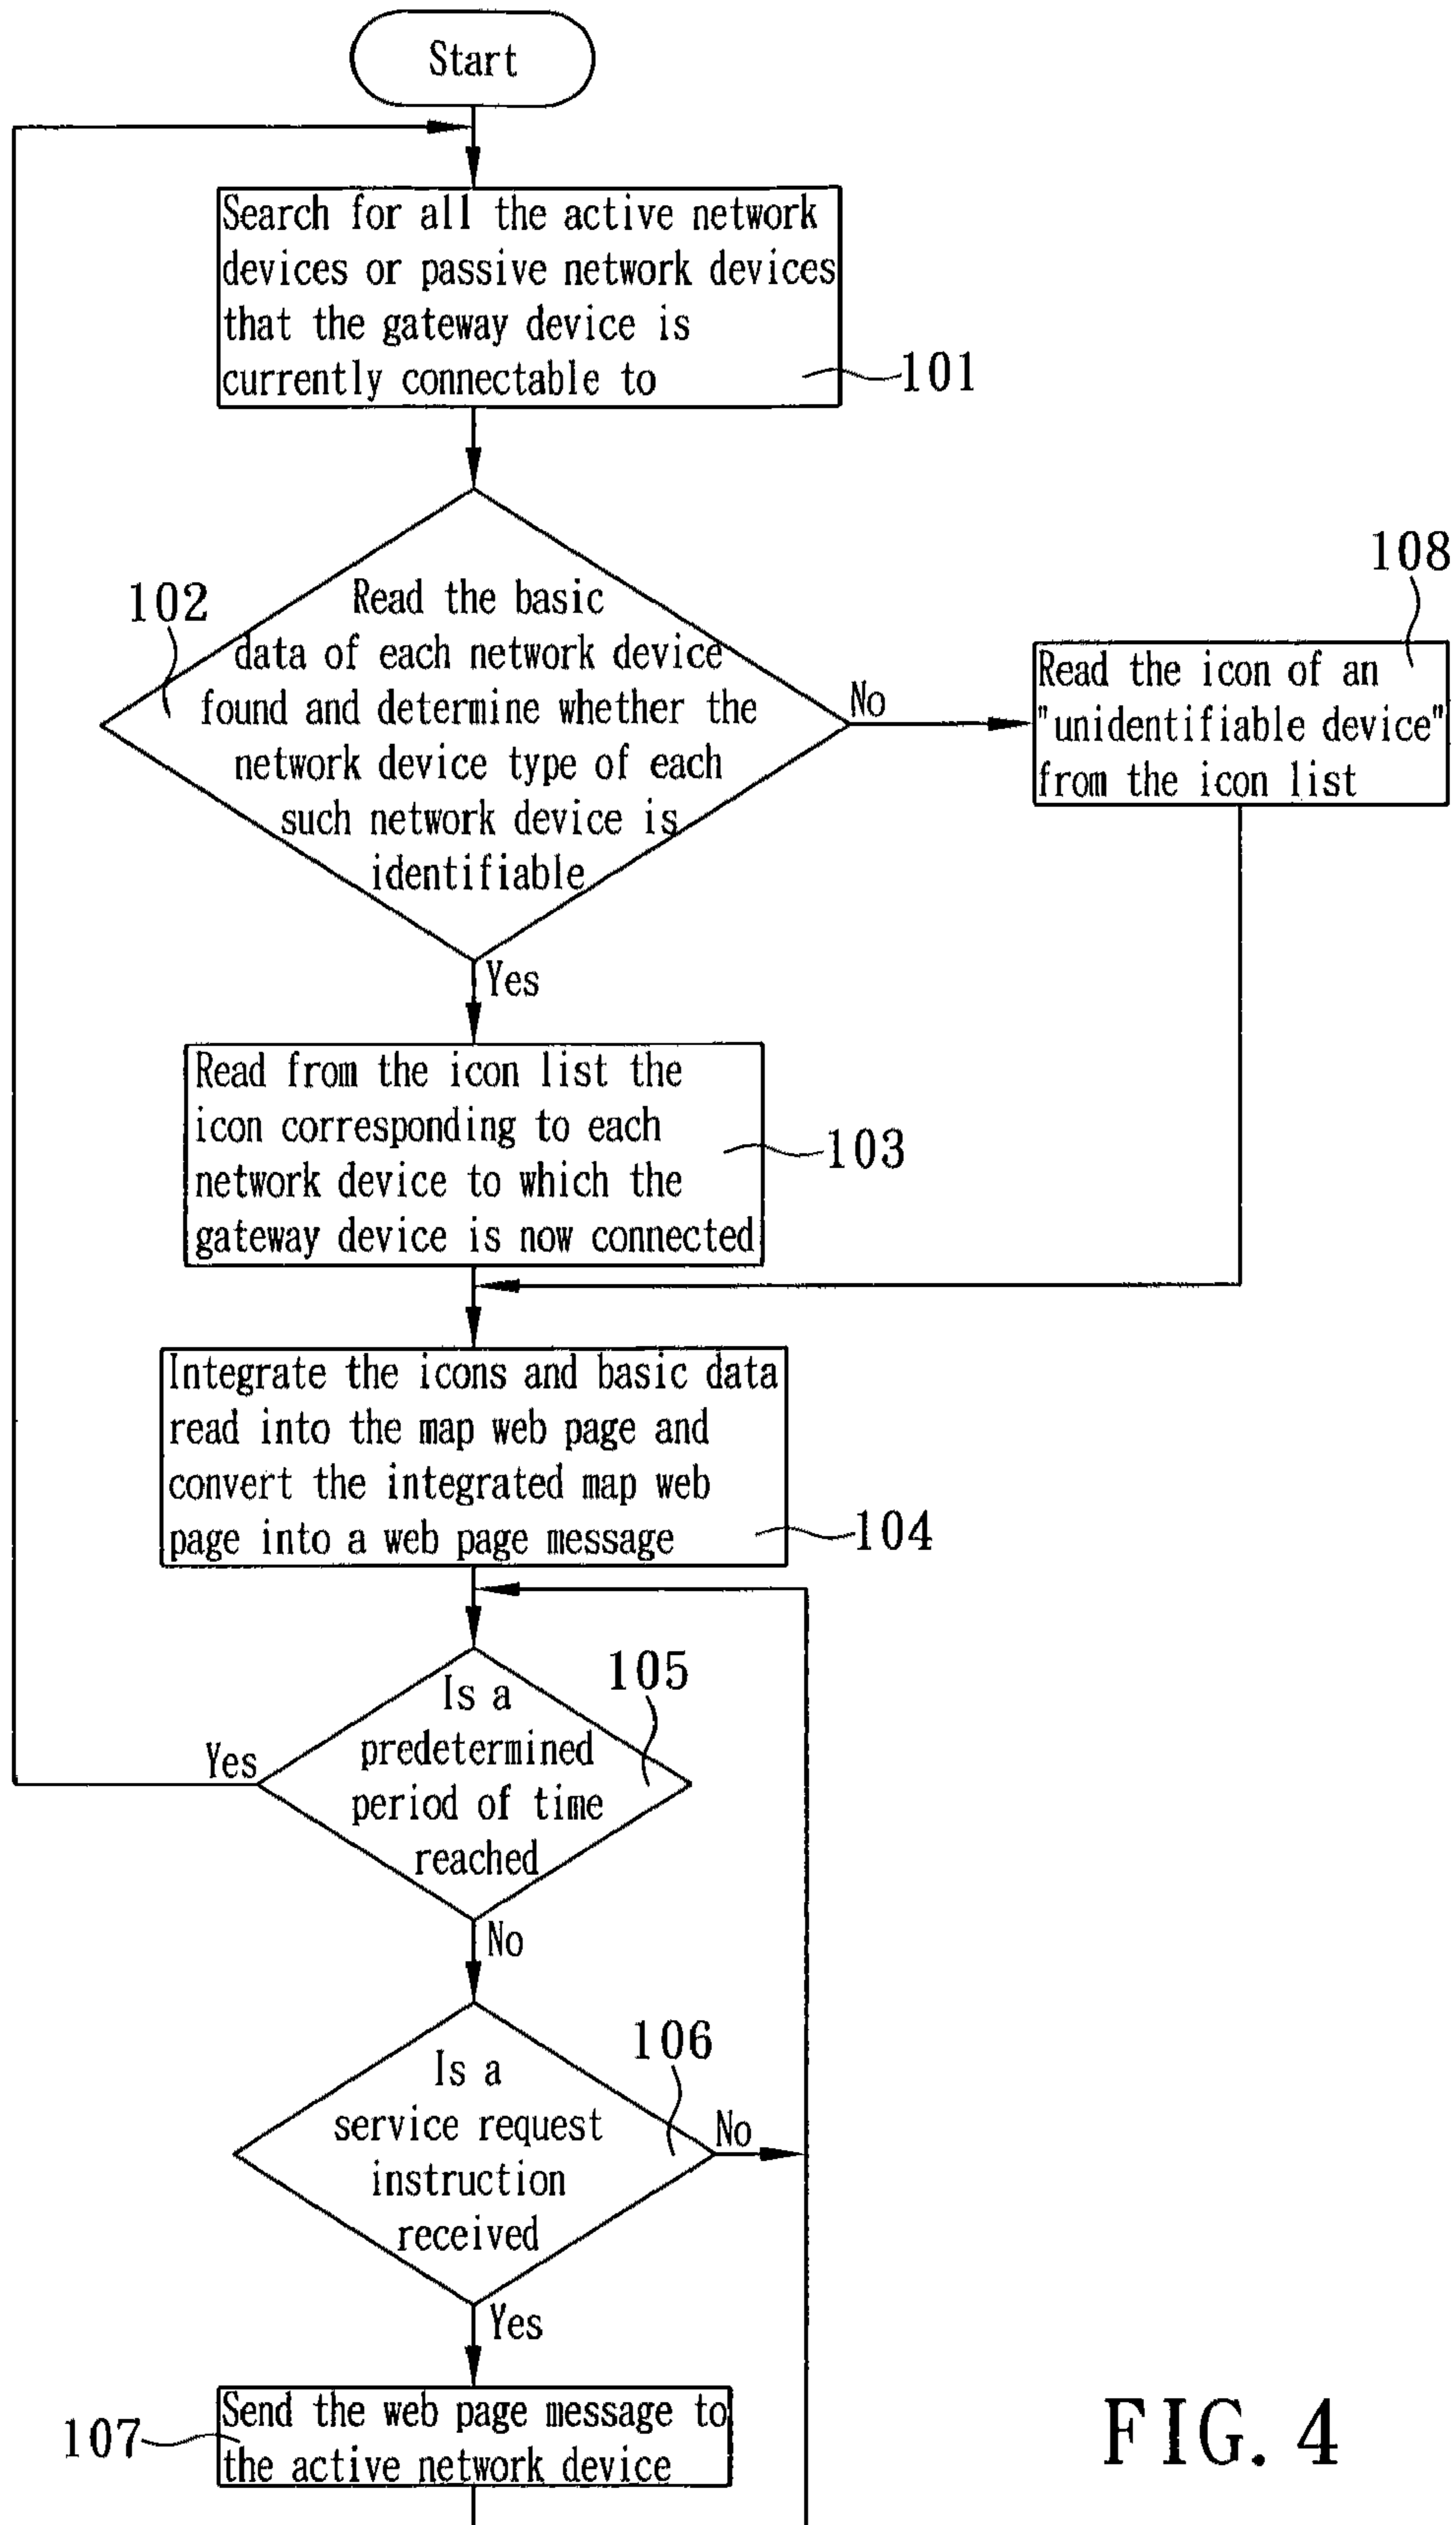 Start
Search for all the active network
devices or passive network devices
that the gateway device is
currently connectable to
101
102
Read the basic
data of each network device
found and determine whether the
network device type of each
such network device is
identifiable
No
108
Read the icon of an
"unidentifiable device"
from the icon list
Yes
Read from the icon list the
icon corresponding to each
network device to which the
gateway device is now connected
103
Integrate the icons and basic data
read into the map web page and
convert the integrated map web
page into a web page message
104
105
Is a
predetermined
period of time
reached
Yes
No
106
Is a
service request
instruction
received
No
Yes
107
Send the web page message to
the active network device
FIG. 4